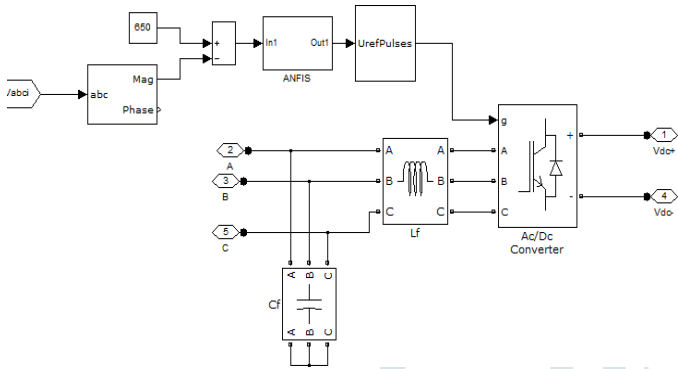 650
+
−
In1
Out1
ANFIS
UrefPulses
/abci
abc
Mag
Phase
2
A
3
B
5
C
A
B
C
A
B
C
Lf
g
A
B
C
+
-
Ac/Dc
Converter
1
Vdc+
4
Vdc-
A
B
C
Cf
A
B
C